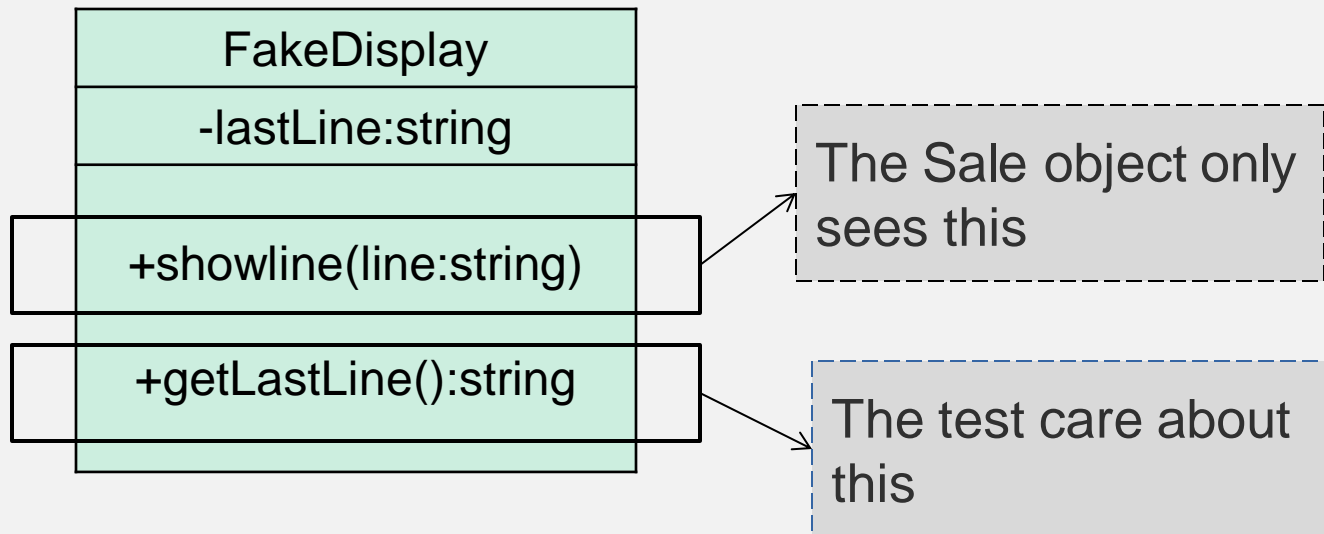 FakeDisplay
-lastLine:string
+showline(line:string)
+getLastLine():string
The Sale object only
sees this
The test care about
this